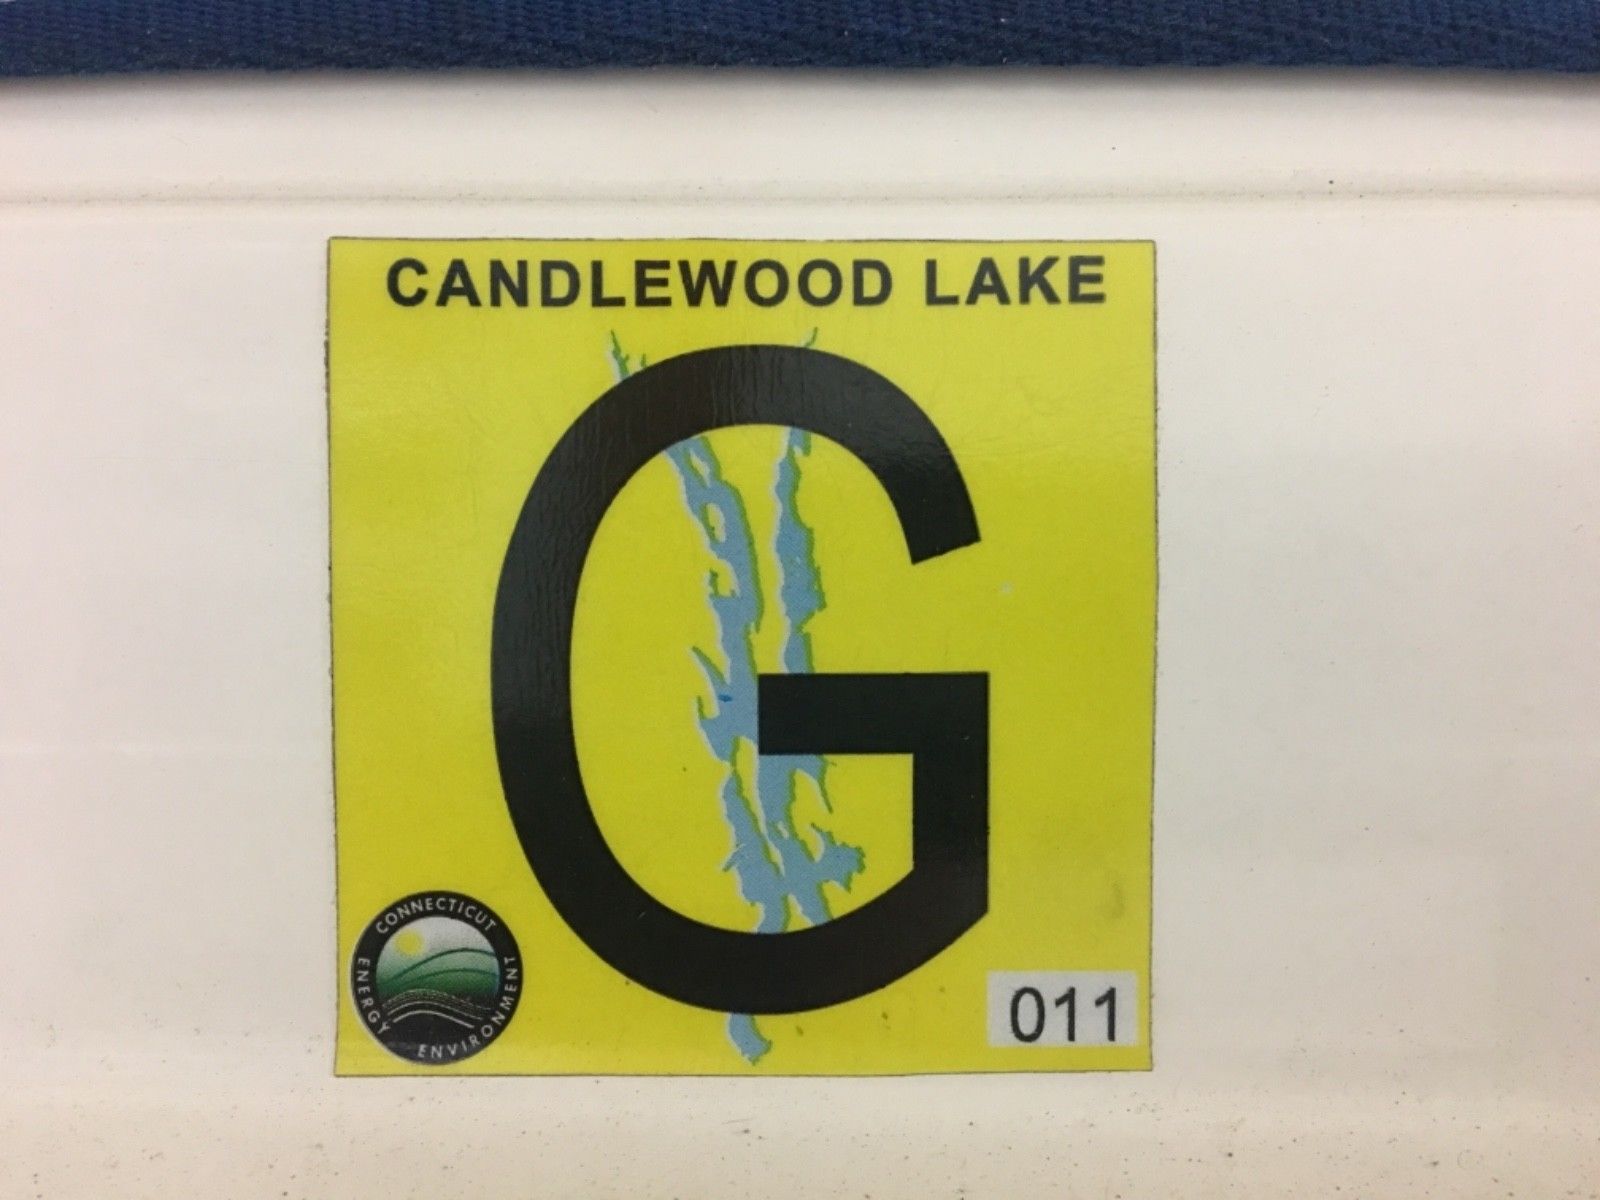 CANDLEWOOD LAKE
G
CONNECTICUT
ENERGY
ENVIRONMENT
011